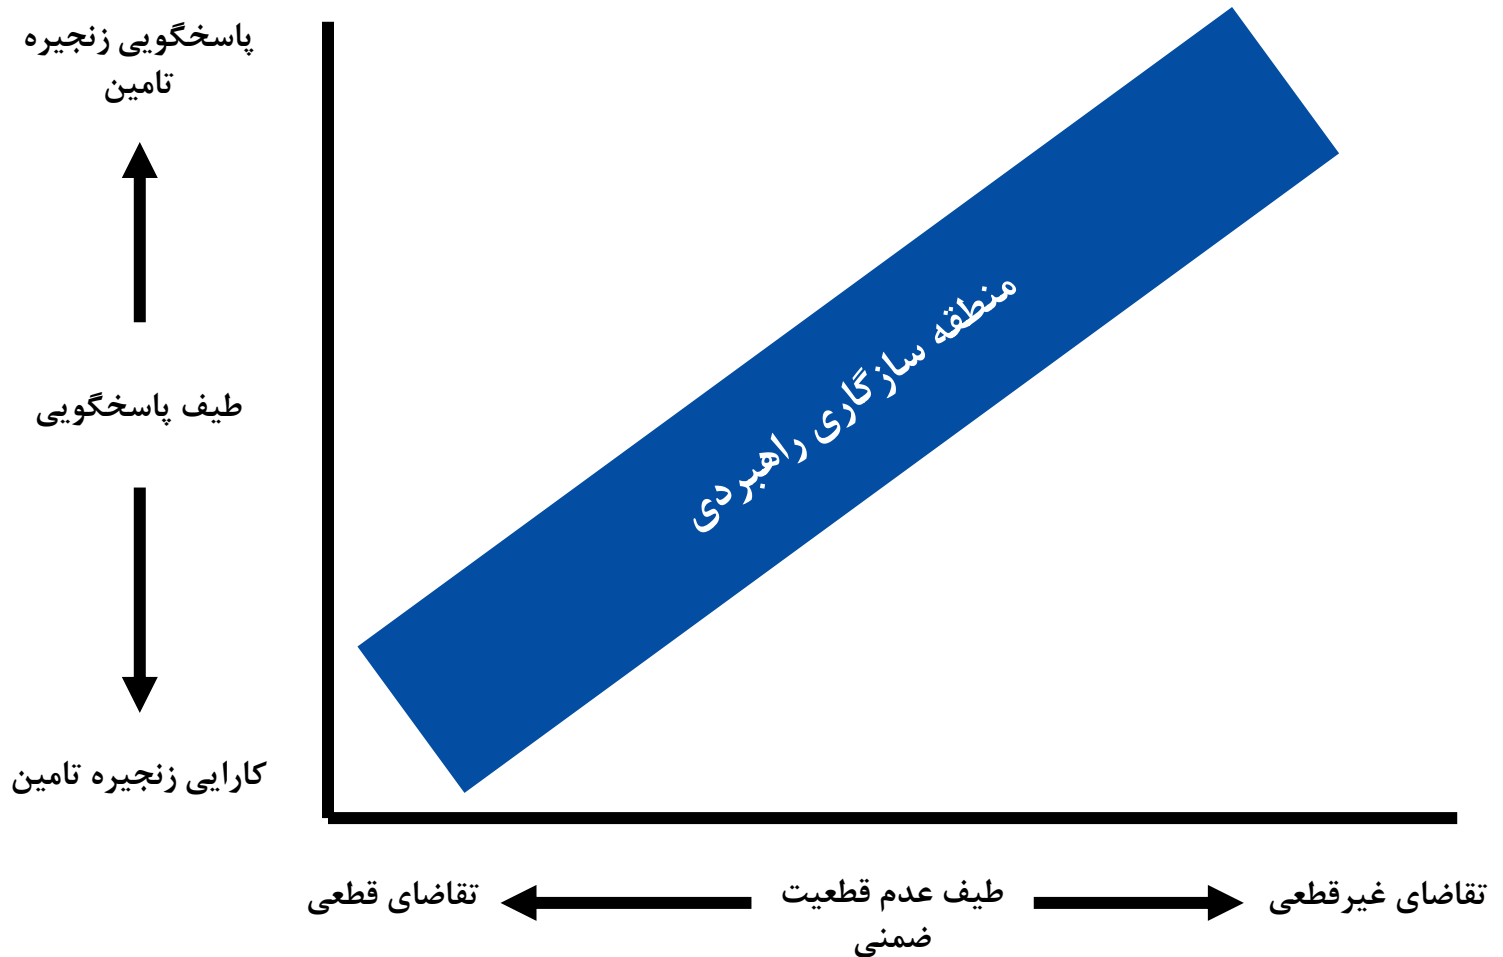 پاسخگویی زنجیره
تامین
طیف پاسخگویی
کارایی زنجیره تامین
منطقه سازگاری راهبردی
تقاضای غیرقطعی
طیف عدم قطعیت
ضمنی
تقاضای قطعی